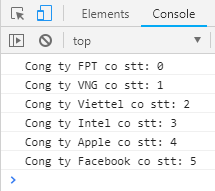 Elements Console
top
Cong ty FPT co stt: 0
Cong ty VNG co stt: 1
Cong ty Viettel co stt: 2
Cong ty Intel co stt: 3
Cong ty Apple co stt: 4
Cong ty Facebook co stt: 5